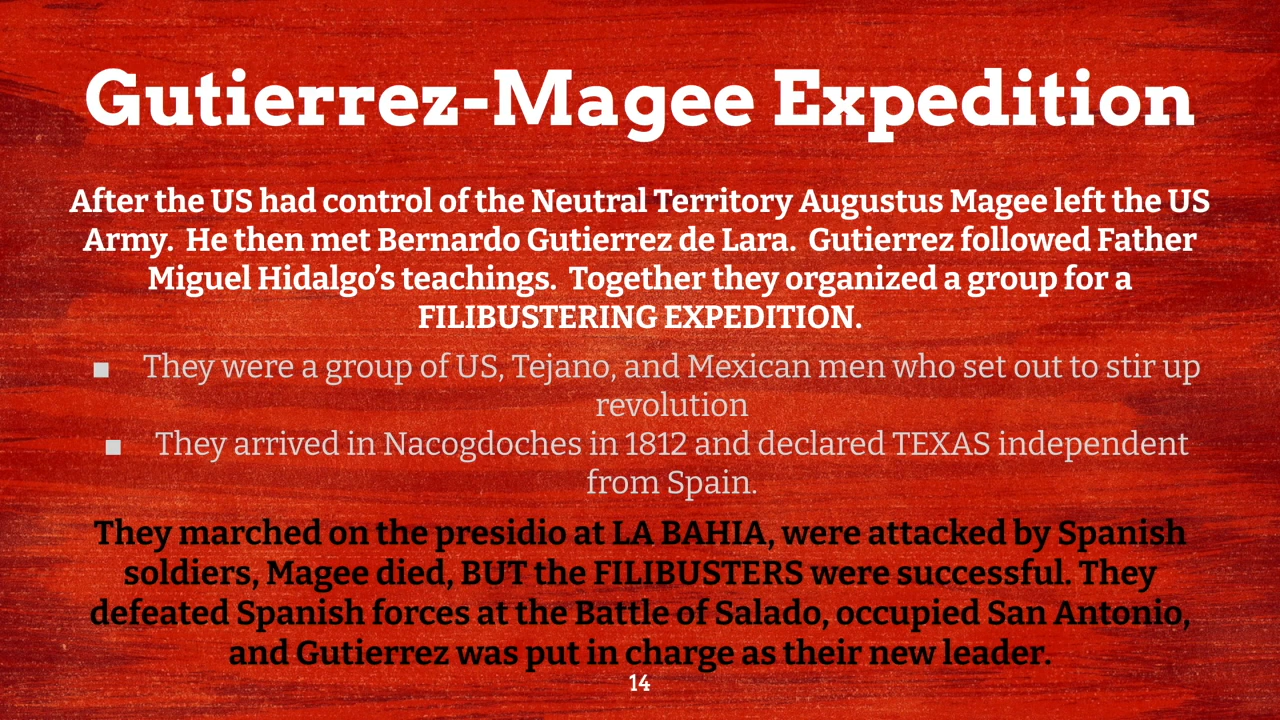 Gutierrez-Magee Expedition
After the US had control of the Neutral Territory Augustus Magee left the US
Army.  He then met Bernardo Gutierrez de Lara.  Gutierrez followed Father
Miguel Hidalgo’s teachings.  Together they organized a group for a
FILIBUSTERING EXPEDITION.
▪ They were a group of US, Tejano, and Mexican men who set out to stir up
revolution
▪ They arrived in Nacogdoches in 1812 and declared TEXAS independent
from Spain.
They marched on the presidio at LA BAHIA, were attacked by Spanish
soldiers, Magee died, BUT the FILIBUSTERS were successful. They
defeated Spanish forces at the Battle of Salado, occupied San Antonio,
and Gutierrez was put in charge as their new leader.
14